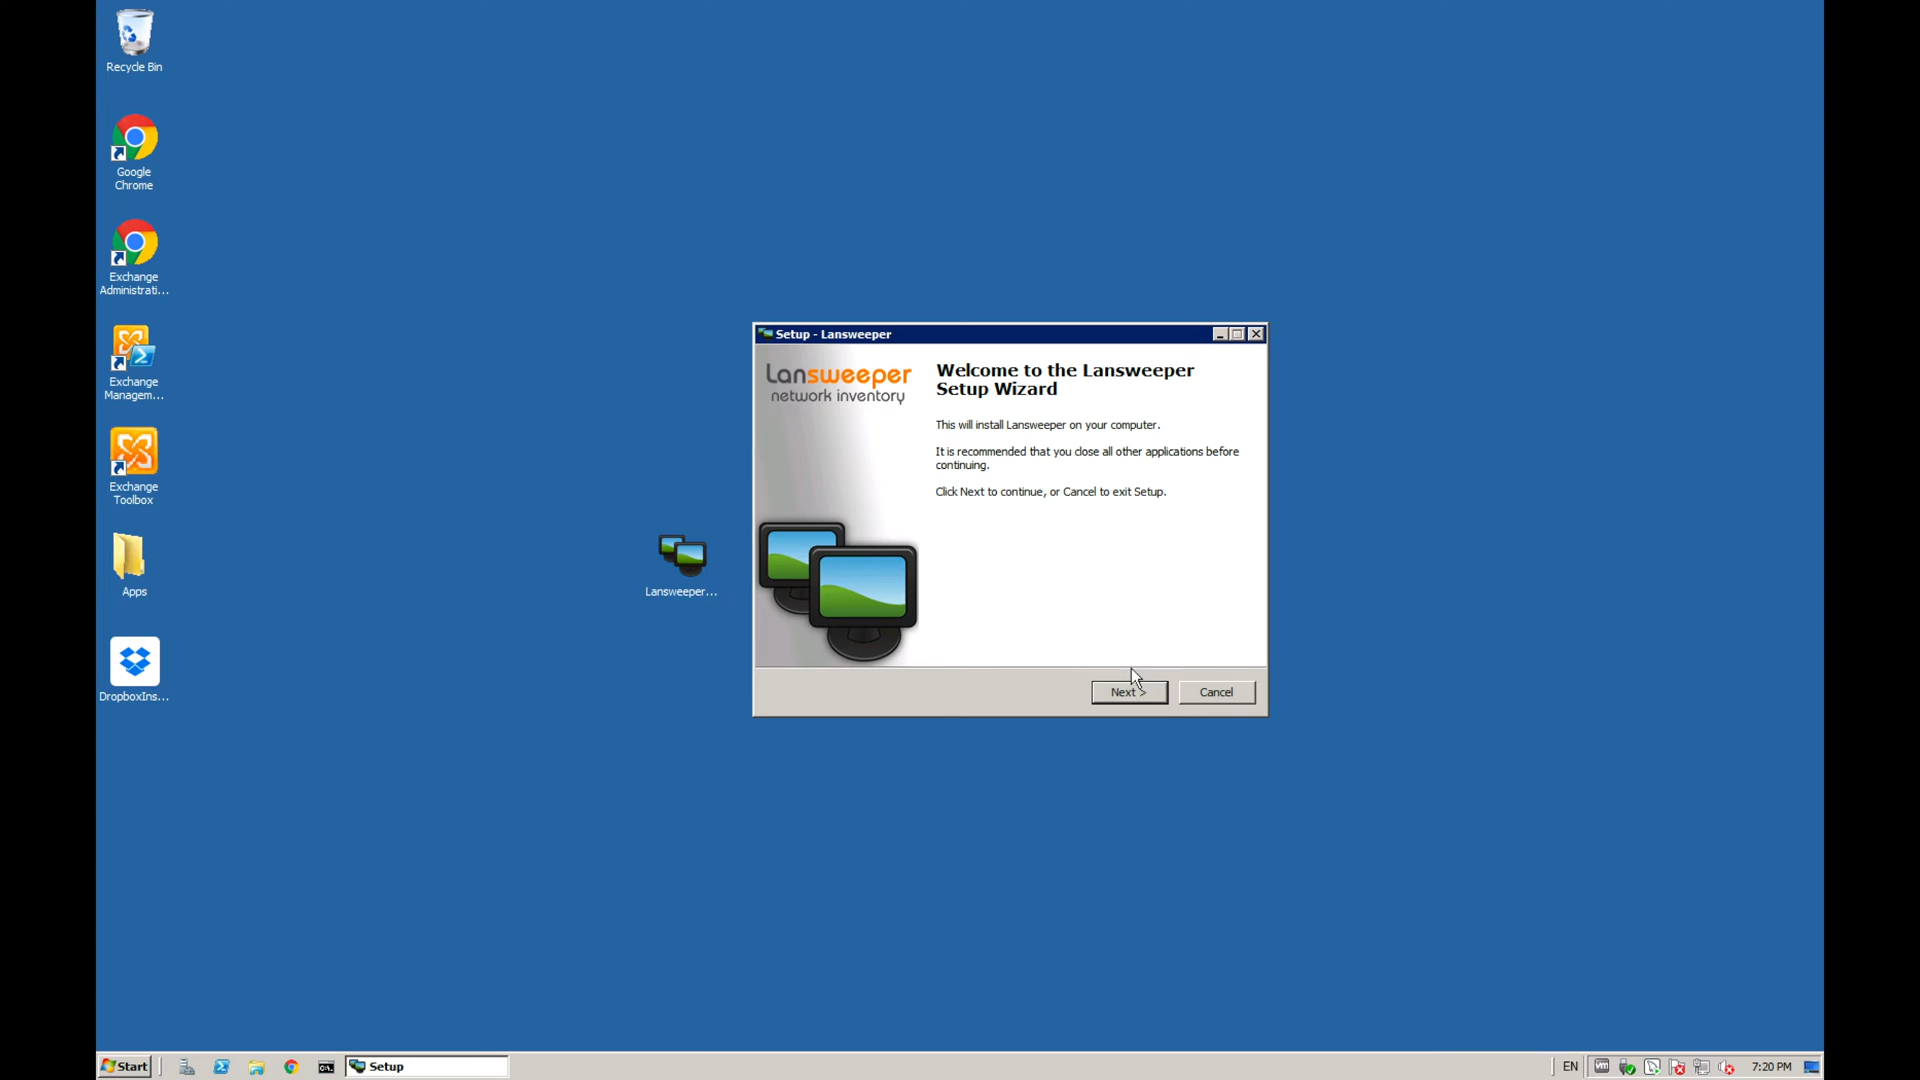 Recycle Bin
Google
Chrome
Exchange
Administrati...
Exchange
Managem...
Exchange
Toolbox
Apps
DropboxIns...
Lansweeper...
Setup - Lansweeper
Lansweeper
network inventory
Welcome to the Lansweeper
Setup Wizard
This will install Lansweeper on your computer.
It is recommended that you close all other applications before
continuing.
Click Next to continue, or Cancel to exit Setup.
Next >
Cancel
Start
C:\.
Setup
EN
vm
7:20 PM